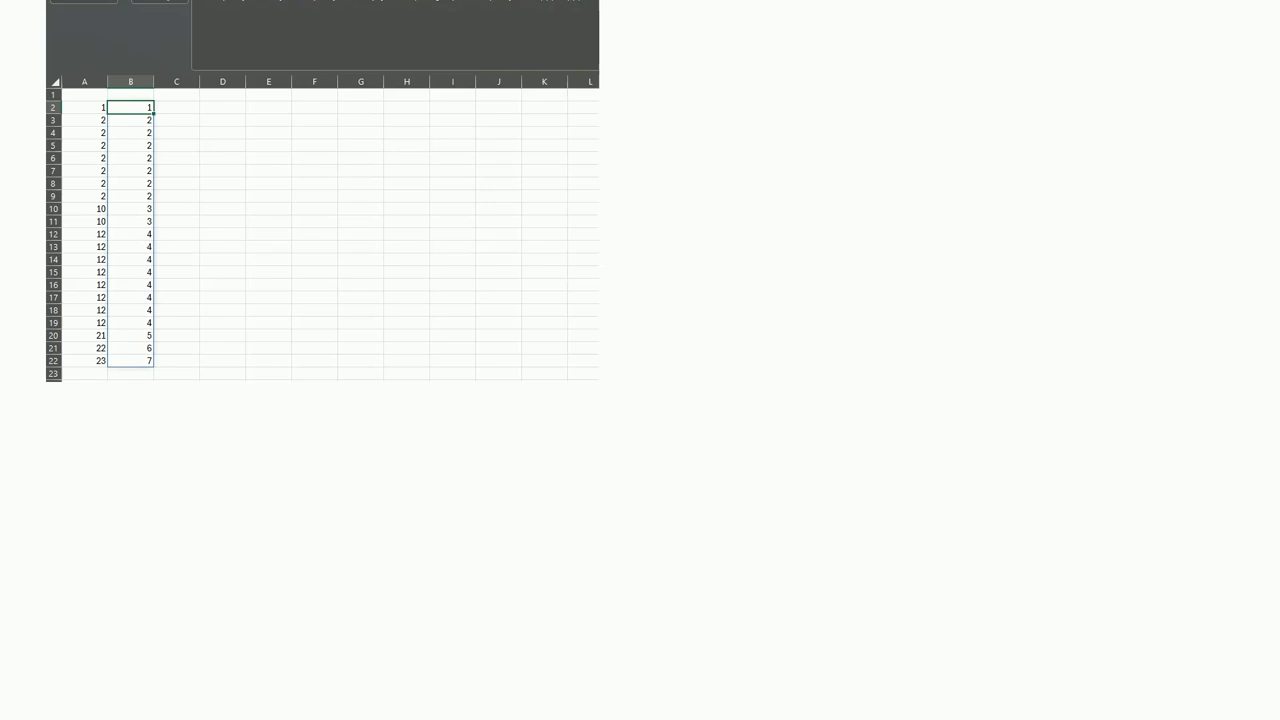 A B C D E F G H I J K L
1
2 1 1
3 2 2
4 2 2
5 2 2
6 2 2
7 2 2
8 2 2
9 2 2
10 10 3
11 10 3
12 12 4
13 12 4
14 12 4
15 12 4
16 12 4
17 12 4
18 12 4
19 12 4
20 21 5
21 22 6
22 23 7
23